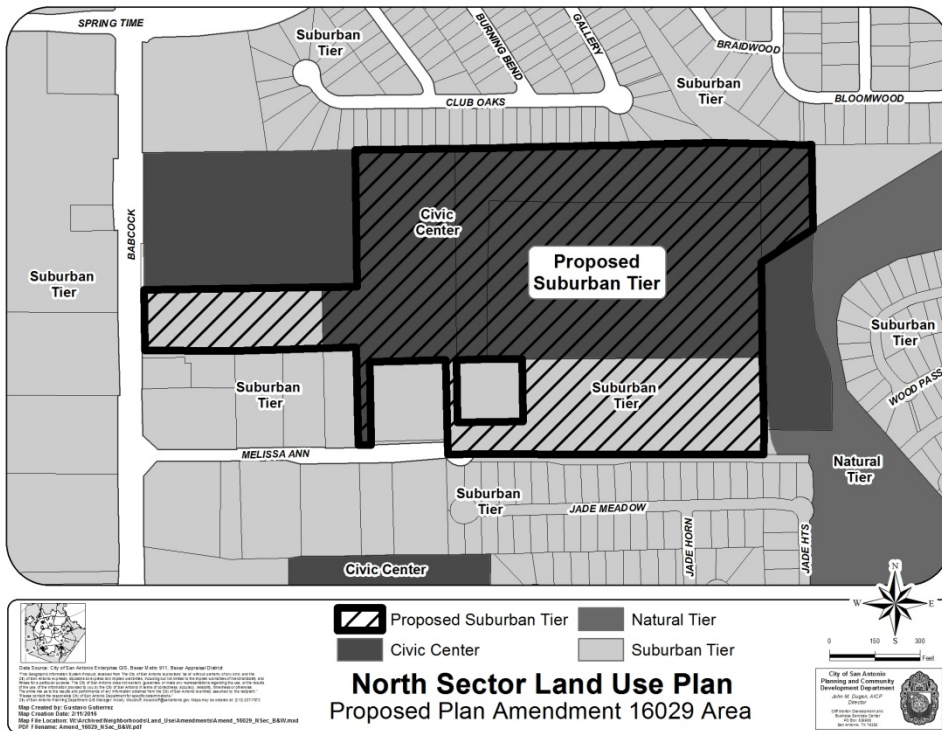 SPRING TIME
Suburban
Tier
BURNING BEND
GALLERY
BRAIDWOOD
Suburban
Tier
CLUB OAKS
BLOOMWOOD
BABCOCK
Civic
Center
Proposed
Suburban Tier
Suburban
Tier
Suburban
Tier
WOOD PASS
Suburban
Tier
Suburban
Tier
MELISSA ANN
Natural
Tier
Suburban
Tier
JADE MEADOW
JADE HORN
JADE HTS
Civic Center
Proposed Suburban Tier
Natural Tier
Civic Center
Suburban Tier
N
W
E
S
0 150 300
Feet
Data Source: City of San Antonio Enterprise GIS, Bexar Metro 911, Bexar Appraisal District
Map Created by: Gustavo Gutierrez
Map Creation Date: 2/11/2016
PDF Filename: Amend_16029_NSec_B&W.pdf
North Sector Land Use Plan
Proposed Plan Amendment 16029 Area
City of San Antonio
Planning and Community
Development Department
John M. Dugan, AICP
Director